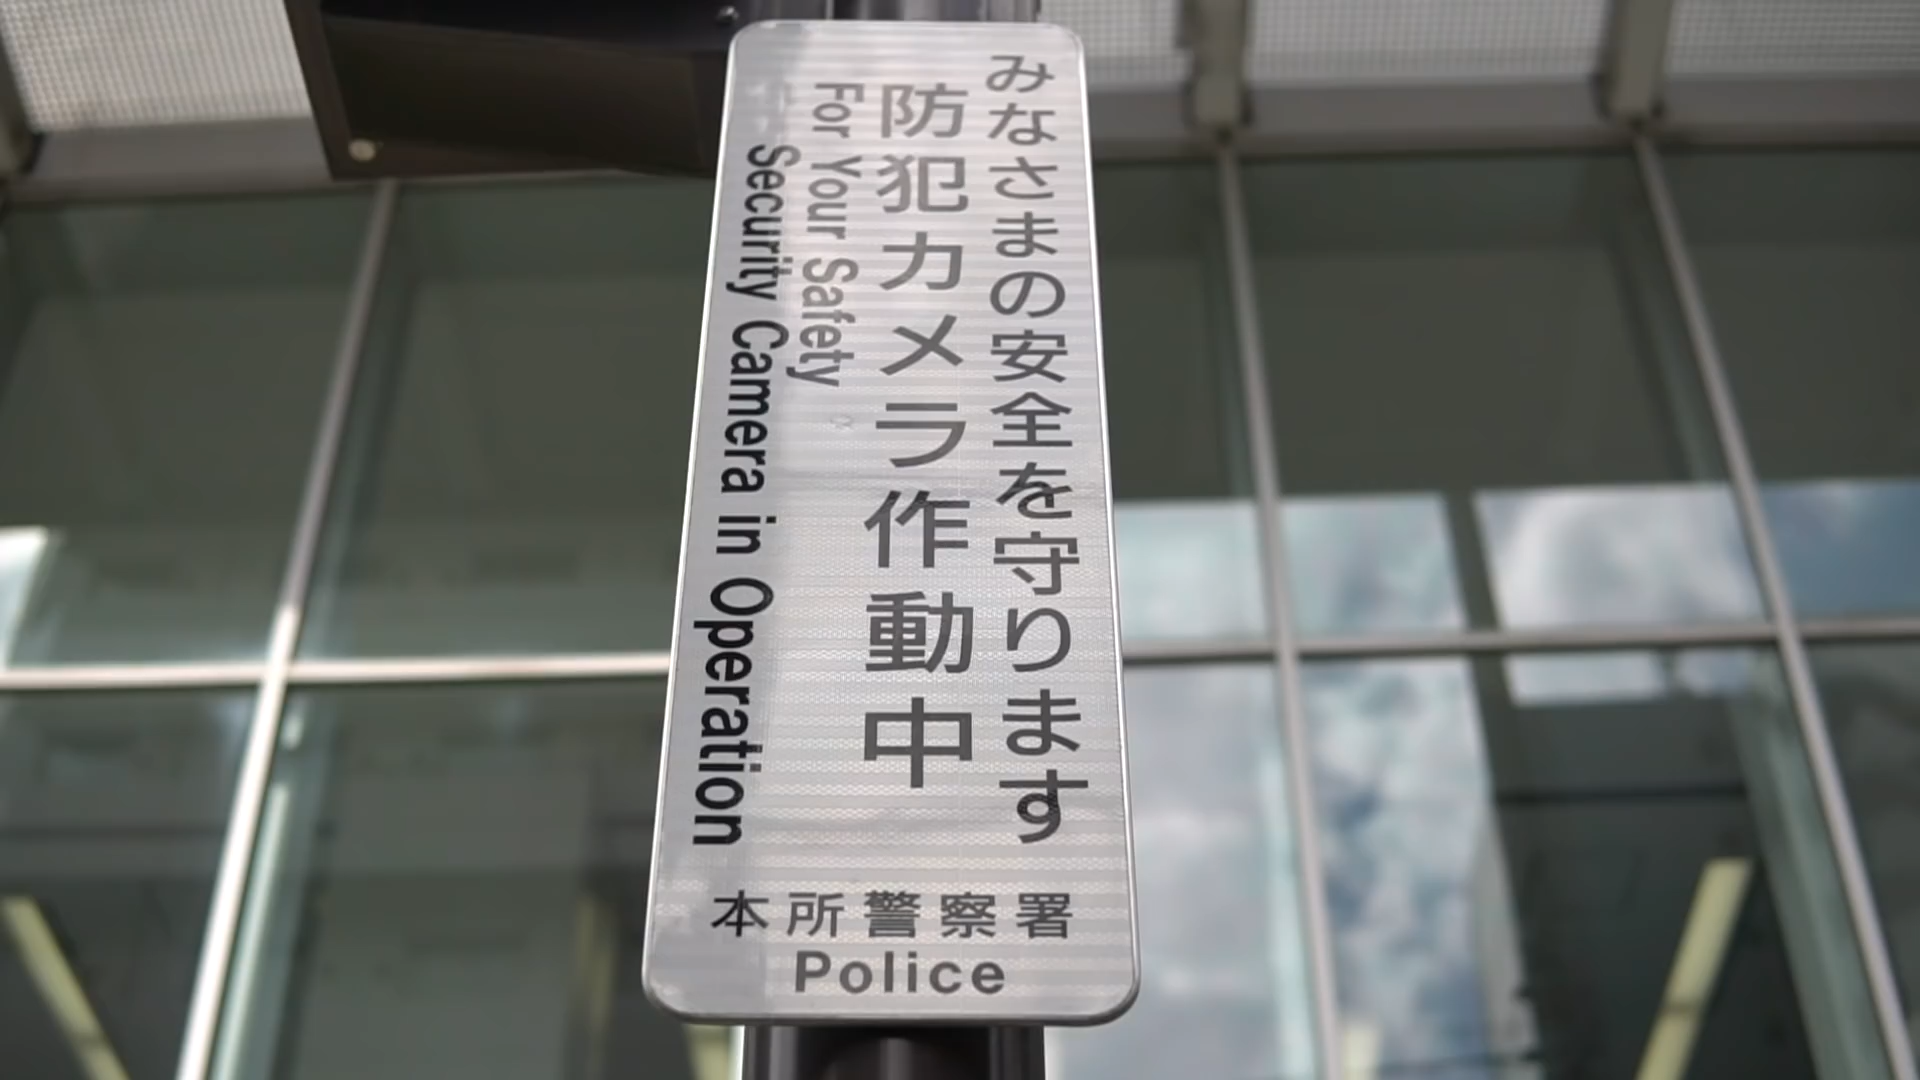 みなさまの安全を守ります
防犯カメラ作動中
For Your Safety
Security Camera in Operation
本所警察署
Police